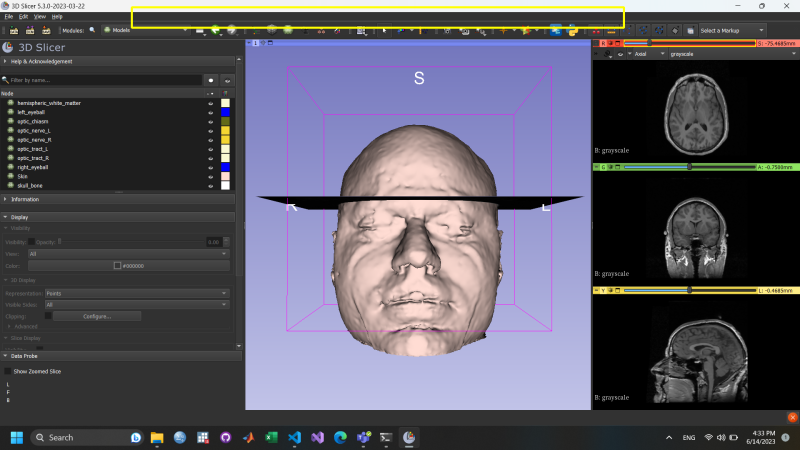 3D Slicer 5.3.0-2023-03-22
File Edit View Help
Modules: Models Select a Markup
1
R S: -75.4685mm
3D Slicer
Axial grayscale
Help & Acknowledgement
Filter by name...
Node
hemispheric_white_matter
left_eyeball
optic_chiasm
optic_nerve_L
optic_nerve_R
optic_tract_L
optic_tract_R
right_eyeball
Skin
skull_bone
S
R
L
B: grayscale
G A: -0.7500mm
B: grayscale
Y L: -0.4685mm
B: grayscale
Information
Display
Visibility
Visibility: Opacity: 0.00
View: All
Color: #000000
3D Display
Representation: Points
Visible Sides: All
Clipping: Configure...
Advanced
Slice Display
Data Probe
Show Zoomed Slice
L
F
B
Search
ENG
4:33 PM
6/14/2023